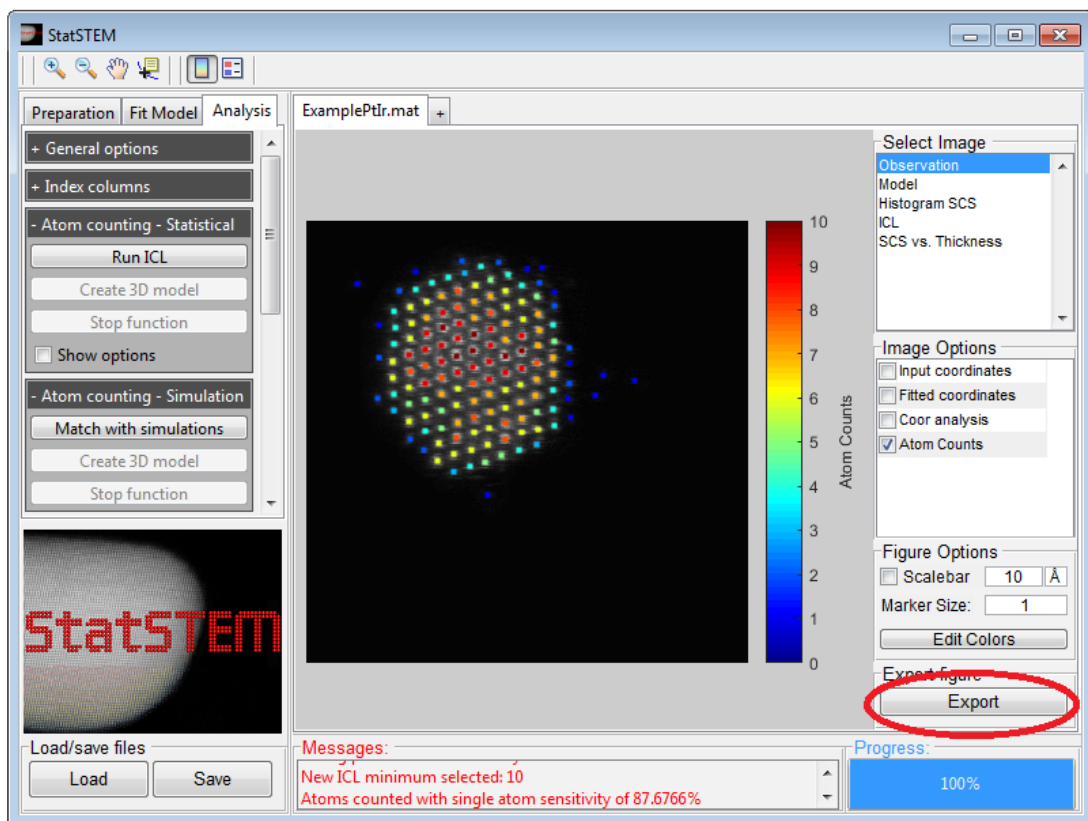 StatSTEM
Preparation Fit Model Analysis
+ General options
+ Index columns
- Atom counting - Statistical
Run ICL
Create 3D model
Stop function
Show options
- Atom counting - Simulation
Match with simulations
Create 3D model
Stop function
StatSTEM
Load/save files
Load Save
ExamplePtIr.mat +
10
9
8
7
6
5
4
3
2
1
0
Atom Counts
Select Image
Observation
Model
Histogram SCS
ICL
SCS vs. Thickness
Image Options
Input coordinates
Fitted coordinates
Coor analysis
Atom Counts
Figure Options
Scalebar 10 Å
Marker Size: 1
Edit Colors
Export figure
Export
Messages:
New ICL minimum selected: 10
Atoms counted with single atom sensitivity of 87.6766%
Progress:
100%